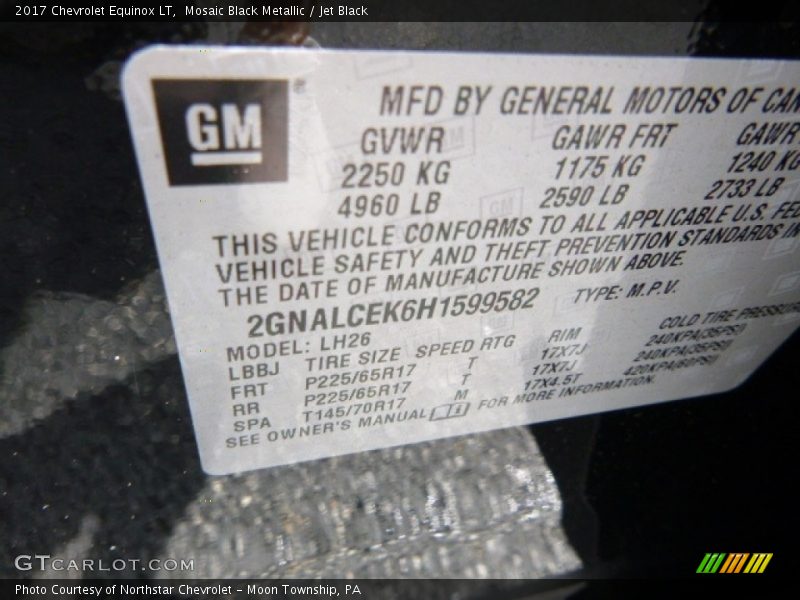 2017 Chevrolet Equinox LT, Mosaic Black Metallic / Jet Black
GM
MFD BY GENERAL MOTORS OF CAN
GVWR GAWR FRT GAWR
2250 KG 1175 KG 1240 KG
4960 LB 2590 LB 2733 LB
THIS VEHICLE CONFORMS TO ALL APPLICABLE U.S. FED
VEHICLE SAFETY AND THEFT PREVENTION STANDARDS IN
THE DATE OF MANUFACTURE SHOWN ABOVE.
2GNALCEK6H1599582 TYPE: M.P.V.
MODEL: LH26
LBBJ TIRE SIZE SPEED RTG RIM COLD TIRE PRESSURE
FRT P225/65R17 T 17X7J 240KPA(35PSI)
RR P225/65R17 T 17X7J 240KPA(35PSI)
SPA T145/70R17 M 17X4.5T 420KPA(60PSI)
SEE OWNER'S MANUAL FOR MORE INFORMATION.
GTCARLOT.COM
Photo Courtesy of Northstar Chevrolet - Moon Township, PA